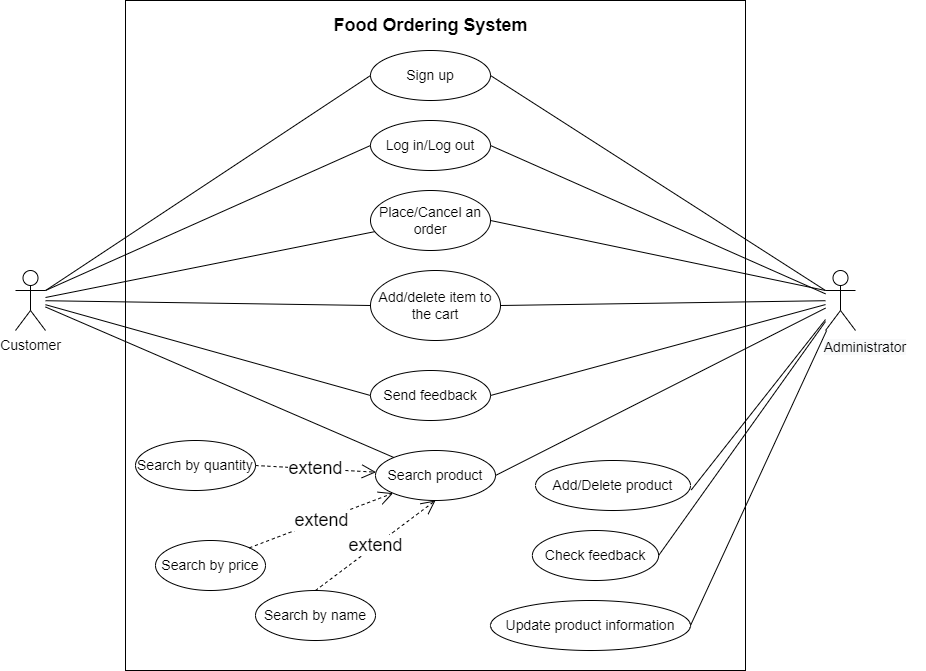 Food Ordering System
Sign up
Log in/Log out
Place/Cancel an
order
Add/delete item to
the cart
Customer
Administrator
Send feedback
Search by quantity
extend
Search product
Add/Delete product
extend
extend
Check feedback
Search by price
Search by name
Update product information